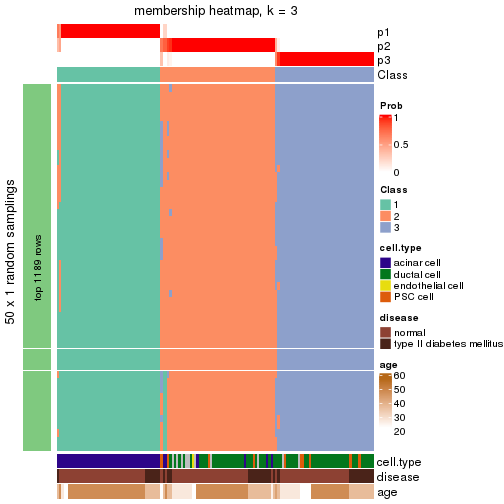 membership heatmap, k = 3
p1
p2
p3
Class
50 x 1 random samplings
top 1189 rows
Prob
1
0.5
0
Class
1
2
3
cell.type
acinar cell
ductal cell
endothelial cell
PSC cell
disease
normal
type II diabetes mellitus
age
60
50
40
30
20
cell.type
disease
age